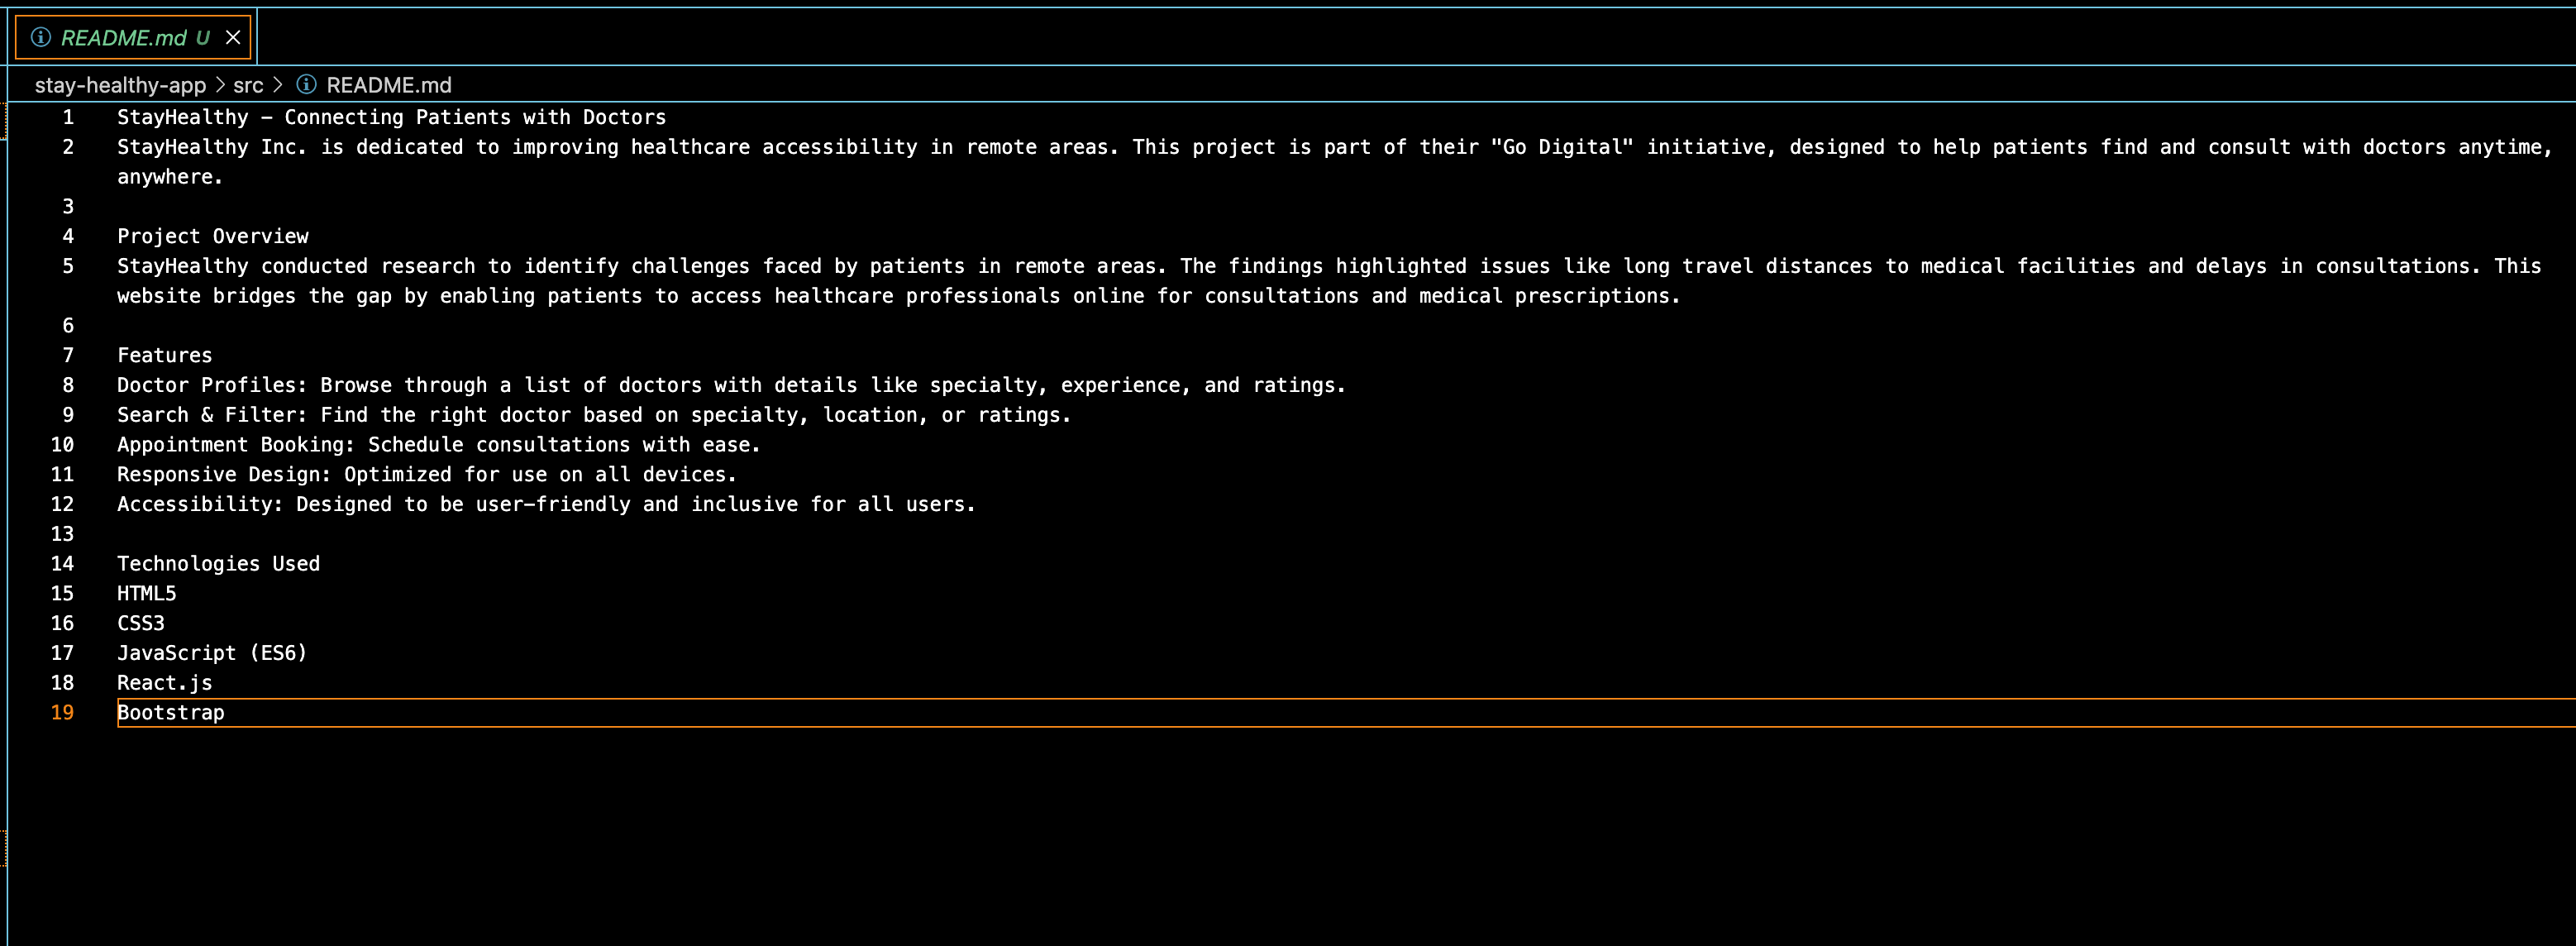 README.md U
stay-healthy-app > src > README.md
1 StayHealthy - Connecting Patients with Doctors
2 StayHealthy Inc. is dedicated to improving healthcare accessibility in remote areas. This project is part of their "Go Digital" initiative, designed to help patients find and consult with doctors anytime,
anywhere.
3
4 Project Overview
5 StayHealthy conducted research to identify challenges faced by patients in remote areas. The findings highlighted issues like long travel distances to medical facilities and delays in consultations. This
website bridges the gap by enabling patients to access healthcare professionals online for consultations and medical prescriptions.
6
7 Features
8 Doctor Profiles: Browse through a list of doctors with details like specialty, experience, and ratings.
9 Search & Filter: Find the right doctor based on specialty, location, or ratings.
10 Appointment Booking: Schedule consultations with ease.
11 Responsive Design: Optimized for use on all devices.
12 Accessibility: Designed to be user-friendly and inclusive for all users.
13
14 Technologies Used
15 HTML5
16 CSS3
17 JavaScript (ES6)
18 React.js
19 Bootstrap